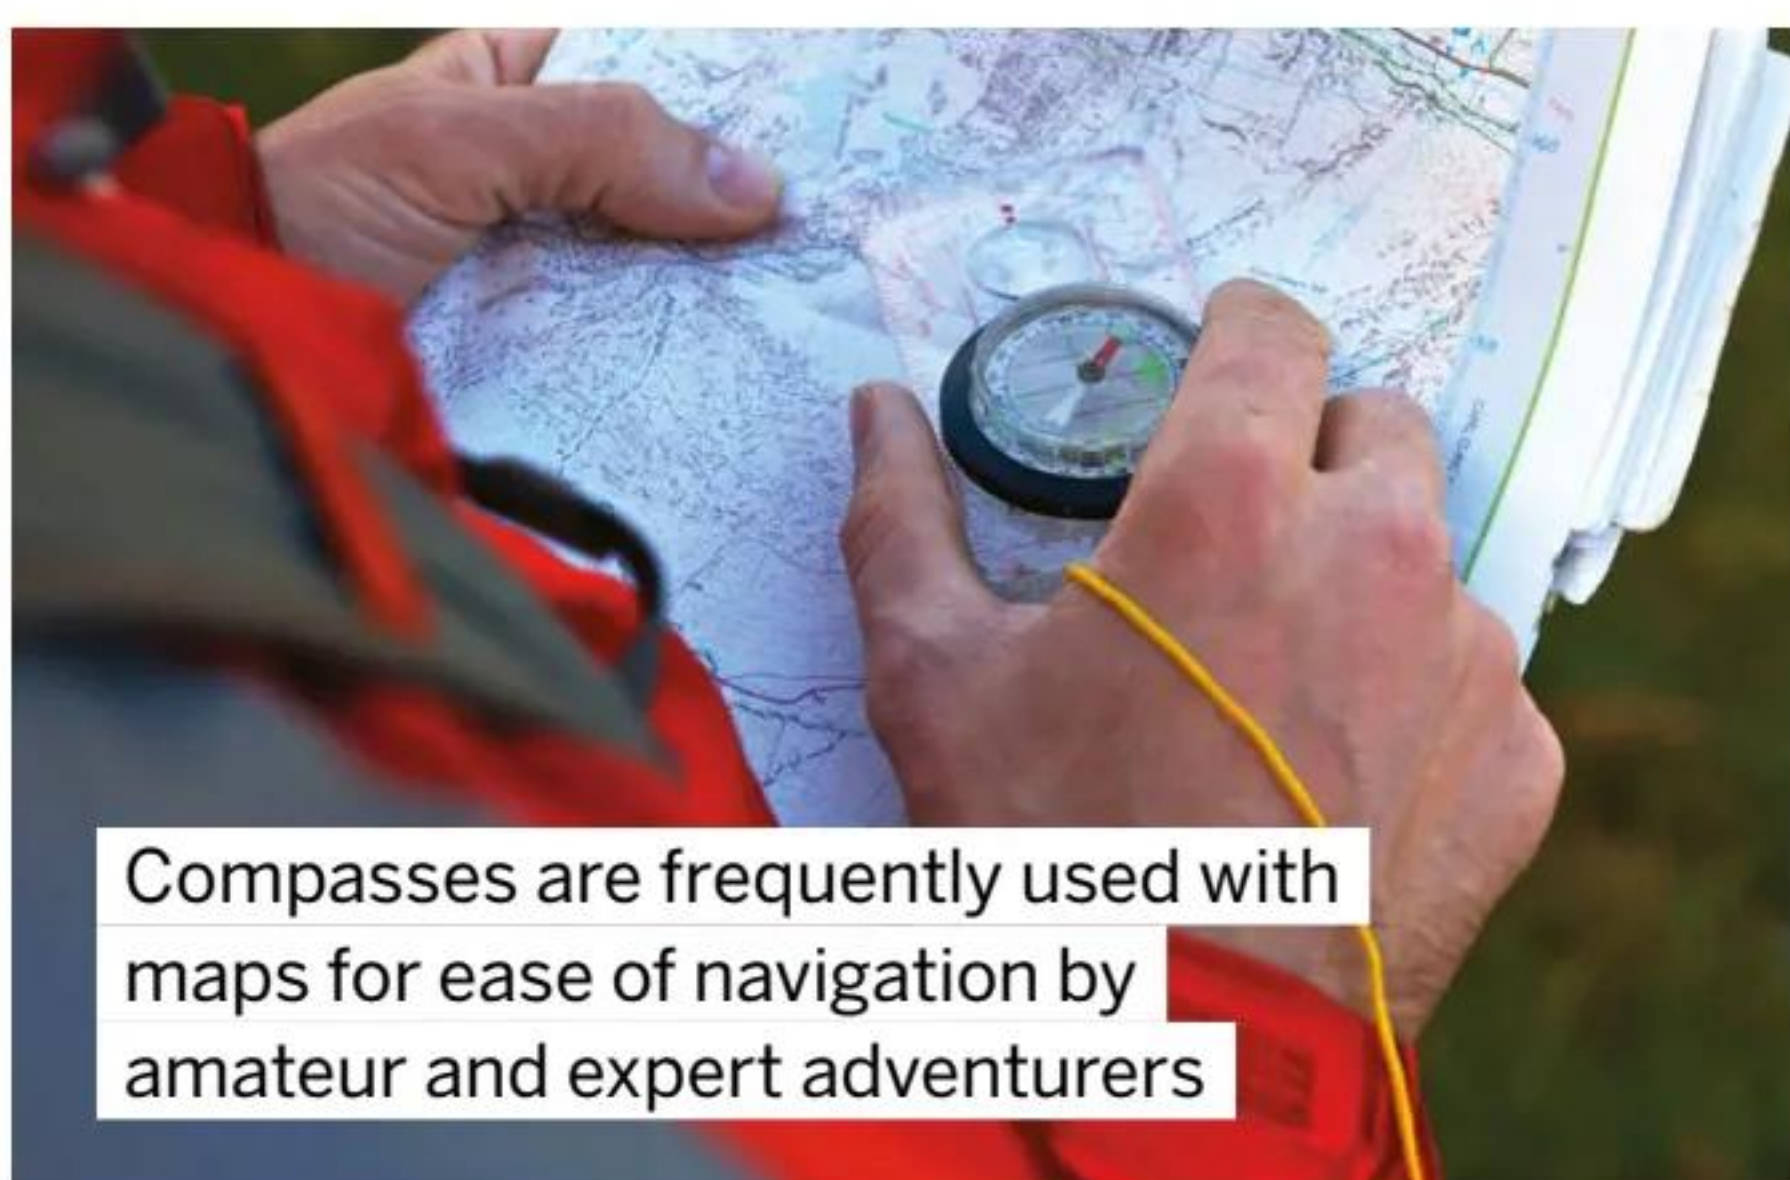 Compasses are frequently used with
maps for ease of navigation by
amateur and expert adventurers